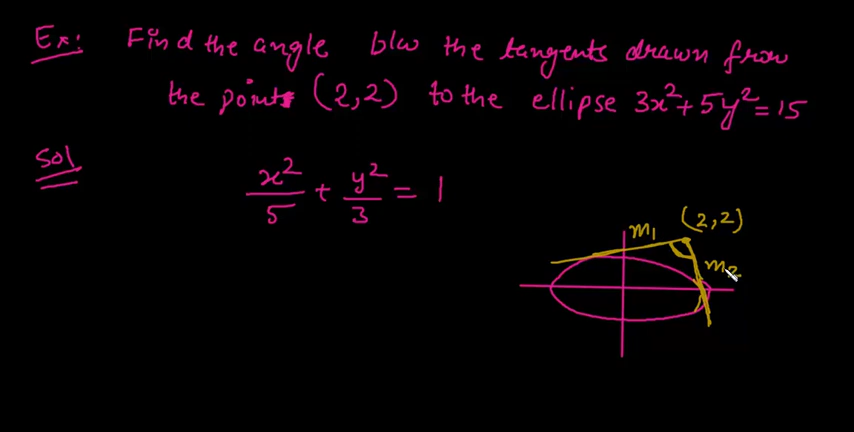 Ex: Find the angle b/w the tangents drawn from
the point (2,2) to the ellipse 3x²+5y²=15
Sol
x²/5 + y²/3 = 1
(2,2)
m₁
m₂